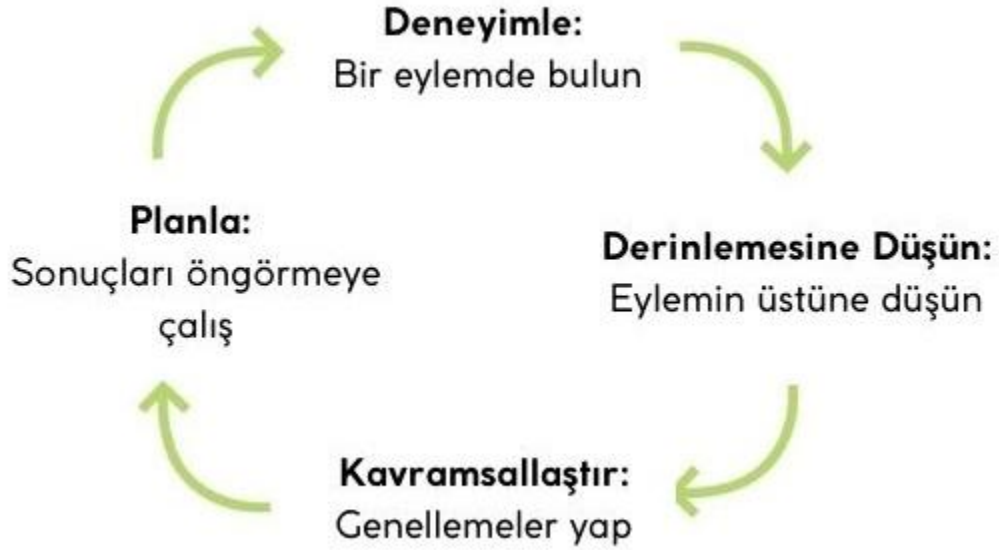 Deneyimle:
Bir eylemde bulun
Derinlemesine Düşün:
Eylemin üstüne düşün
Kavramsallaştır:
Genellemeler yap
Planla:
Sonuçları öngörmeye
çalış